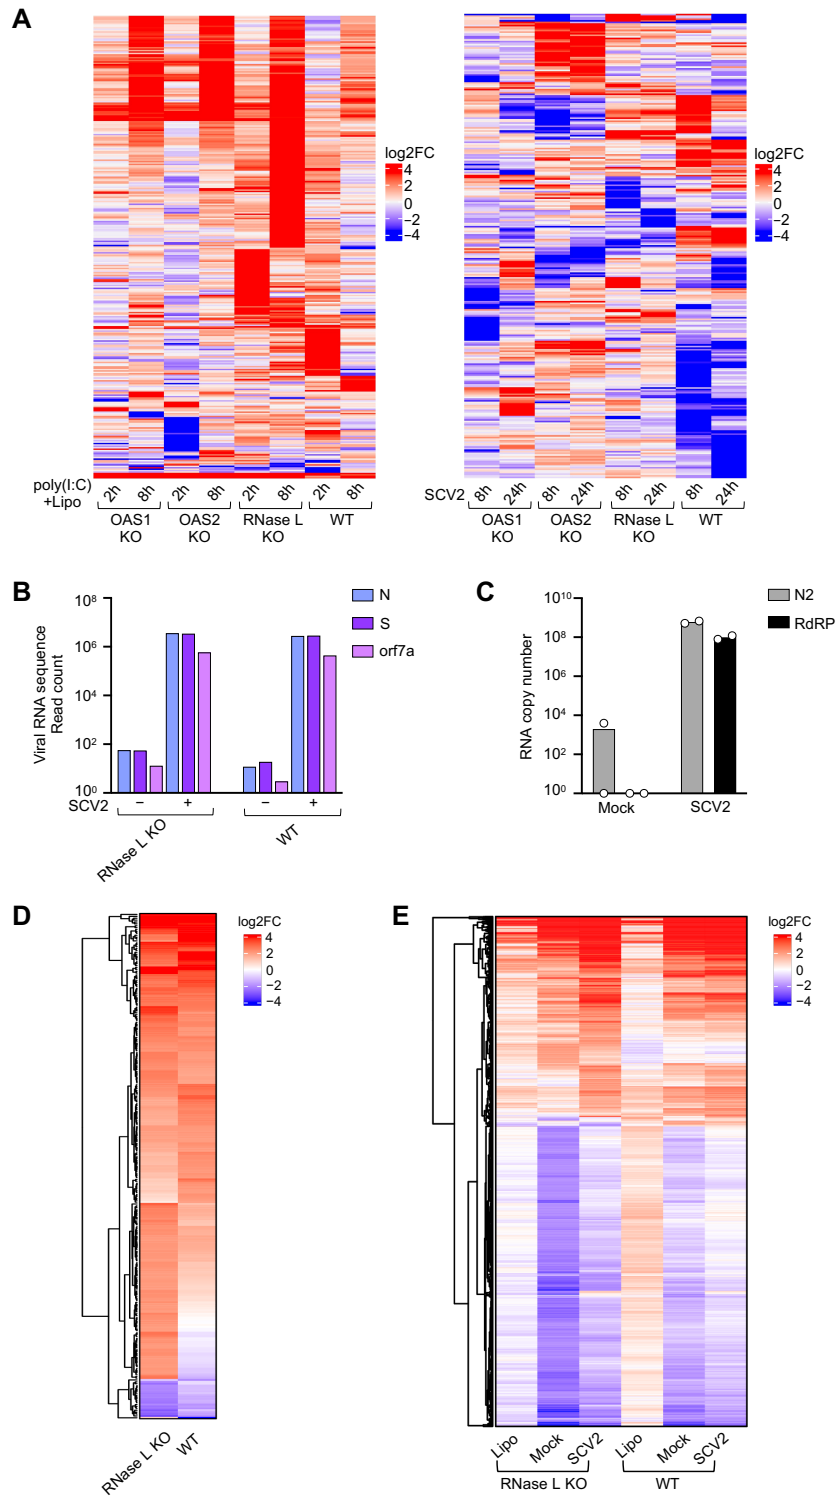 A
log2FC
4
2
0
−2
−4
poly(I:C)
+Lipo
2h 8h 2h 8h 2h 8h 2h 8h
OAS1 KO
OAS2 KO
RNase L KO
WT
log2FC
4
2
0
−2
−4
SCV2
8h 24h 8h 24h 8h 24h 8h 24h
OAS1 KO
OAS2 KO
RNase L KO
WT
B
Viral RNA sequence
Read count
10⁸
10⁶
10⁴
10²
10⁰
N
S
orf7a
SCV2 − + − +
RNase L KO
WT
C
RNA copy number
10¹⁰
10⁸
10⁶
10⁴
10²
10⁰
N2
RdRP
Mock
SCV2
D
log2FC
4
2
0
−2
−4
RNase L KO
WT
E
log2FC
4
2
0
−2
−4
Lipo Mock SCV2 Lipo Mock SCV2
RNase L KO
WT